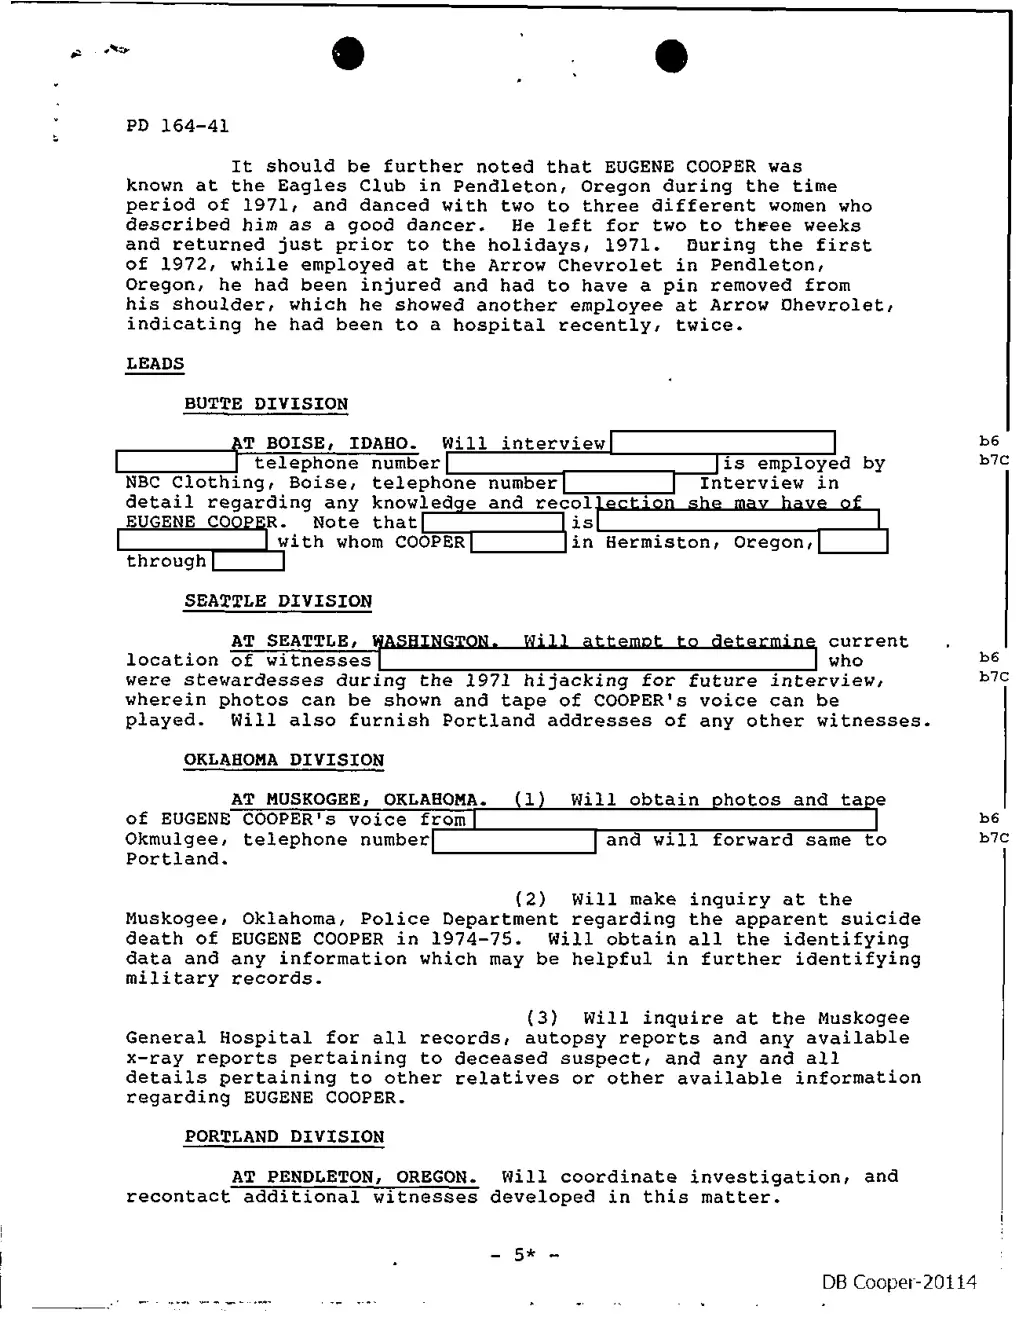 PD 164-41
It should be further noted that EUGENE COOPER was
known at the Eagles Club in Pendleton, Oregon during the time
period of 1971, and danced with two to three different women who
described him as a good dancer. He left for two to three weeks
and returned just prior to the holidays, 1971. During the first
of 1972, while employed at the Arrow Chevrolet in Pendleton,
Oregon, he had been injured and had to have a pin removed from
his shoulder, which he showed another employee at Arrow Chevrolet,
indicating he had been to a hospital recently, twice.
LEADS
BUTTE DIVISION
AT BOISE, IDAHO. Will interview b6
telephone number is employed by b7C
NBC Clothing, Boise, telephone number Interview in
detail regarding any knowledge and recollection she may have of
EUGENE COOPER. Note that is
with whom COOPER in Hermiston, Oregon,
through
SEATTLE DIVISION
AT SEATTLE, WASHINGTON. Will attempt to determine current
location of witnesses who b6
were stewardesses during the 1971 hijacking for future interview, b7C
wherein photos can be shown and tape of COOPER's voice can be
played. Will also furnish Portland addresses of any other witnesses.
OKLAHOMA DIVISION
AT MUSKOGEE, OKLAHOMA. (1) Will obtain photos and tape
of EUGENE COOPER's voice from b6
Okmulgee, telephone number and will forward same to b7C
Portland.
(2) Will make inquiry at the
Muskogee, Oklahoma, Police Department regarding the apparent suicide
death of EUGENE COOPER in 1974-75. Will obtain all the identifying
data and any information which may be helpful in further identifying
military records.
(3) Will inquire at the Muskogee
General Hospital for all records, autopsy reports and any available
x-ray reports pertaining to deceased suspect, and any and all
details pertaining to other relatives or other available information
regarding EUGENE COOPER.
PORTLAND DIVISION
AT PENDLETON, OREGON. Will coordinate investigation, and
recontact additional witnesses developed in this matter.
- 5* -
DB Cooper-20114